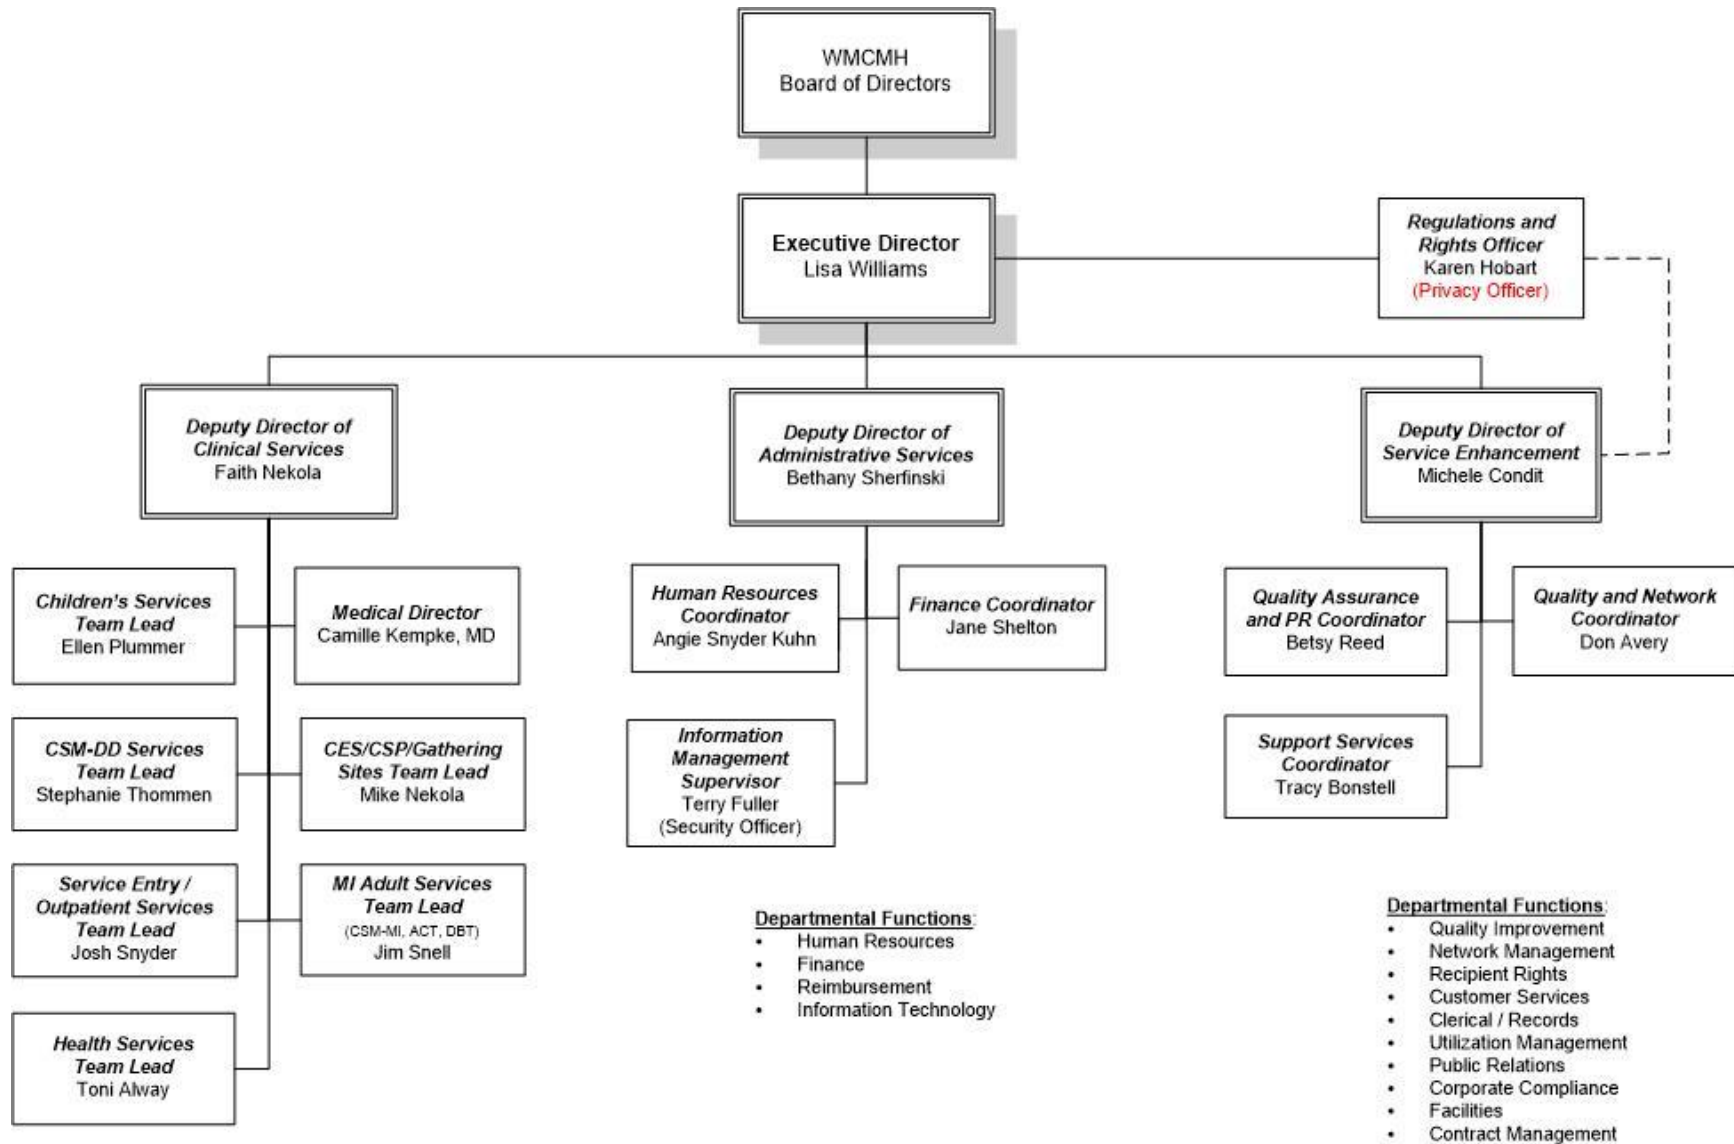 WMCMH
Board of Directors
Executive Director
Lisa Williams
Regulations and
Rights Officer
Karen Hobart
(Privacy Officer)
Deputy Director of
Clinical Services
Faith Nekola
Deputy Director of
Administrative Services
Bethany Sherfinski
Deputy Director of
Service Enhancement
Michele Condit
Children's Services
Team Lead
Ellen Plummer
Medical Director
Camille Kempke, MD
CSM-DD Services
Team Lead
Stephanie Thommen
CES/CSP/Gathering
Sites Team Lead
Mike Nekola
Service Entry /
Outpatient Services
Team Lead
Josh Snyder
MI Adult Services
Team Lead
(CSM-MI, ACT, DBT)
Jim Snell
Health Services
Team Lead
Toni Alway
Human Resources
Coordinator
Angie Snyder Kuhn
Finance Coordinator
Jane Shelton
Information
Management
Supervisor
Terry Fuller
(Security Officer)
Departmental Functions:
• Human Resources
• Finance
• Reimbursement
• Information Technology
Quality Assurance
and PR Coordinator
Betsy Reed
Quality and Network
Coordinator
Don Avery
Support Services
Coordinator
Tracy Bonstell
Departmental Functions:
• Quality Improvement
• Network Management
• Recipient Rights
• Customer Services
• Clerical / Records
• Utilization Management
• Public Relations
• Corporate Compliance
• Facilities
• Contract Management